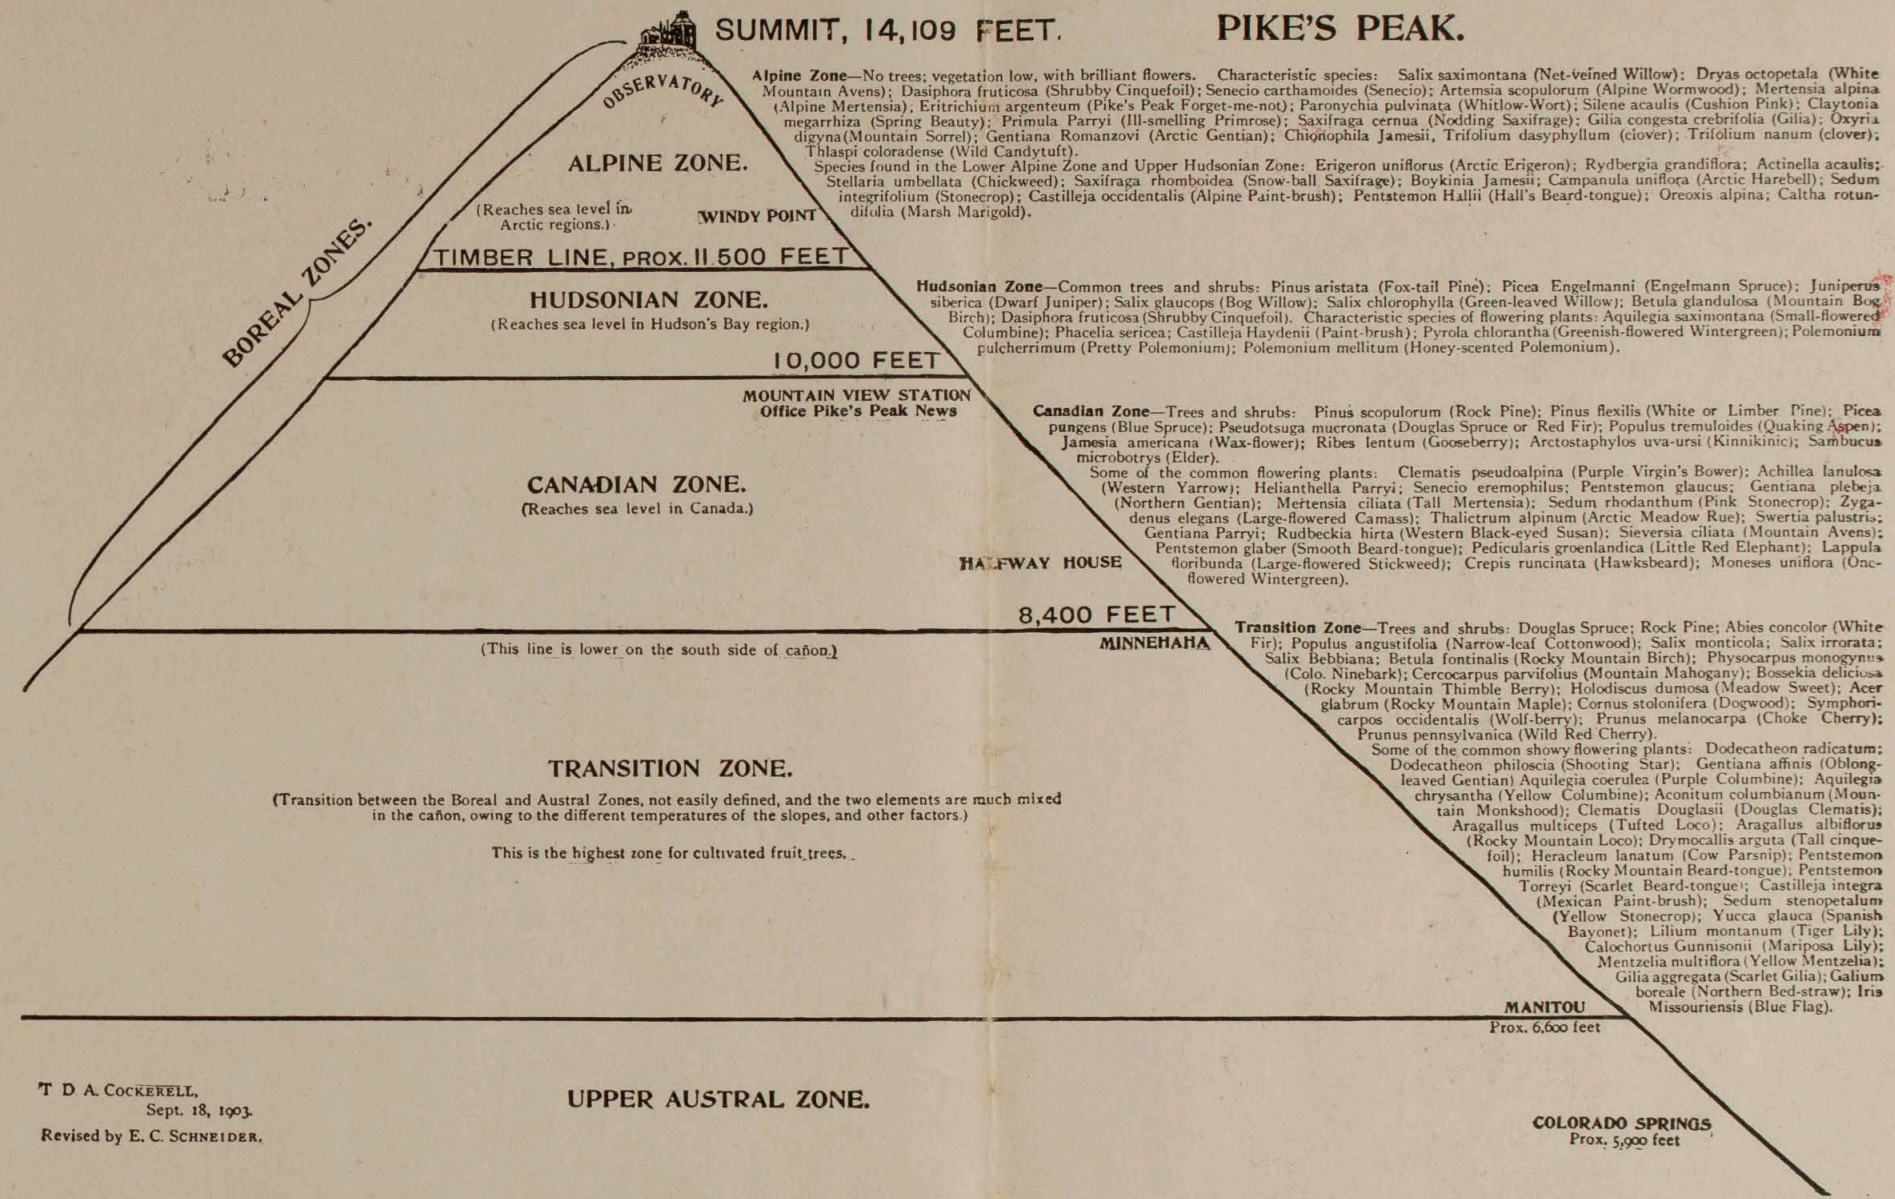 SUMMIT, 14,109 FEET.
PIKE'S PEAK.
OBSERVATORY
Alpine Zone—No trees; vegetation low, with brilliant flowers. Characteristic species: Salix saximontana (Net-veined Willow); Dryas octopetala (White
Mountain Avens); Dasiphora fruticosa (Shrubby Cinquefoil); Senecio carthamoides (Senecio); Artemsia scopulorum (Alpine Wormwood); Mertensia alpina
(Alpine Mertensia); Eritrichium argenteum (Pike's Peak Forget-me-not); Paronychia pulvinata (Whitlow-Wort); Silene acaulis (Cushion Pink); Claytonia
megarrhiza (Spring Beauty); Primula Parryi (Ill-smelling Primrose); Saxifraga cernua (Nodding Saxifrage); Gilia congesta crebrifolia (Gilia); Oxyria
digyna (Mountain Sorrel); Gentiana Romanzovi (Arctic Gentian); Chionophila Jamesii, Trifolium dasyphyllum (clover); Trifolium nanum (clover);
Thlaspi coloradense (Wild Candytuft).
Species found in the Lower Alpine Zone and Upper Hudsonian Zone: Erigeron uniflorus (Arctic Erigeron); Rydbergia grandiflora; Actinella acaulis;
Stellaria umbellata (Chickweed); Saxifraga rhomboidea (Snow-ball Saxifrage); Boykinia Jamesii; Campanula uniflora (Arctic Harebell); Sedum
integrifolium (Stonecrop); Castilleja occidentalis (Alpine Paint-brush); Pentstemon Hallii (Hall's Beard-tongue); Oreoxis alpina; Caltha rotun-
difolia (Marsh Marigold).
ALPINE ZONE.
(Reaches sea level in
Arctic regions.)
WINDY POINT
BOREAL ZONES.
TIMBER LINE, PROX. 11.500 FEET
HUDSONIAN ZONE.
(Reaches sea level in Hudson's Bay region.)
Hudsonian Zone—Common trees and shrubs: Pinus aristata (Fox-tail Pine); Picea Engelmanni (Engelmann Spruce); Juniperus
siberica (Dwarf Juniper); Salix glaucops (Bog Willow); Salix chlorophylla (Green-leaved Willow); Betula glandulosa (Mountain Bog
Birch); Dasiphora fruticosa (Shrubby Cinquefoil). Characteristic species of flowering plants: Aquilegia saximontana (Small-flowered
Columbine); Phacelia sericea; Castilleja Haydenii (Paint-brush); Pyrola chlorantha (Greenish-flowered Wintergreen); Polemonium
pulcherrimum (Pretty Polemonium); Polemonium mellitum (Honey-scented Polemonium).
10,000 FEET
MOUNTAIN VIEW STATION
Office Pike's Peak News
Canadian Zone—Trees and shrubs: Pinus scopulorum (Rock Pine); Pinus flexilis (White or Limber Pine); Picea
pungens (Blue Spruce); Pseudotsuga mucronata (Douglas Spruce or Red Fir); Populus tremuloides (Quaking Aspen);
Jamesia americana (Wax-flower); Ribes lentum (Gooseberry); Arctostaphylos uva-ursi (Kinnikinic); Sambucus
microbotrys (Elder).
Some of the common flowering plants: Clematis pseudoalpina (Purple Virgin's Bower); Achillea lanulosa
(Western Yarrow); Helianthella Parryi; Senecio eremophilus; Pentstemon glaucus; Gentiana plebeja
(Northern Gentian); Mertensia ciliata (Tall Mertensia); Sedum rhodanthum (Pink Stonecrop); Zyga-
denus elegans (Large-flowered Camass); Thalictrum alpinum (Arctic Meadow Rue); Swertia palustris;
Gentiana Parryi; Rudbeckia hirta (Western Black-eyed Susan); Sieversia ciliata (Mountain Avens);
Pentstemon glaber (Smooth Beard-tongue); Pedicularis groenlandica (Little Red Elephant); Lappula
floribunda (Large-flowered Stickweed); Crepis runcinata (Hawksbeard); Moneses uniflora (One-
flowered Wintergreen).
CANADIAN ZONE.
(Reaches sea level in Canada.)
HALFWAY HOUSE
8,400 FEET
(This line is lower on the south side of cañon.)
MINNEHAHA
Transition Zone—Trees and shrubs: Douglas Spruce; Rock Pine; Abies concolor (White
Fir); Populus angustifolia (Narrow-leaf Cottonwood); Salix monticola; Salix irrorata;
Salix Bebbiana; Betula fontinalis (Rocky Mountain Birch); Physocarpus monogynus
(Colo. Ninebark); Cercocarpus parvifolius (Mountain Mahogany); Bossekia deliciosa
(Rocky Mountain Thimble Berry); Holodiscus dumosa (Meadow Sweet); Acer
glabrum (Rocky Mountain Maple); Cornus stolonifera (Dogwood); Symphori-
carpos occidentalis (Wolf-berry); Prunus melanocarpa (Choke Cherry);
Prunus pennsylvanica (Wild Red Cherry).
Some of the common showy flowering plants: Dodecatheon radicatum;
Dodecatheon philoscia (Shooting Star); Gentiana affinis (Oblong-
leaved Gentian) Aquilegia coerulea (Purple Columbine); Aquilegia
chrysantha (Yellow Columbine); Aconitum columbianum (Moun-
tain Monkshood); Clematis Douglasii (Douglas Clematis);
Aragallus multiceps (Tufted Loco); Aragallus albiflorus
(Rocky Mountain Loco); Drymocallis arguta (Tall cinque-
foil); Heracleum lanatum (Cow Parsnip); Pentstemon
humilis (Rocky Mountain Beard-tongue); Pentstemon
Torreyi (Scarlet Beard-tongue); Castilleja integra
(Mexican Paint-brush); Sedum stenopetalum
(Yellow Stonecrop); Yucca glauca (Spanish
Bayonet); Lilium montanum (Tiger Lily);
Calochortus Gunnisonii (Mariposa Lily);
Mentzelia multiflora (Yellow Mentzelia);
Gilia aggregata (Scarlet Gilia); Galium
boreale (Northern Bed-straw); Iris
Missouriensis (Blue Flag).
TRANSITION ZONE.
(Transition between the Boreal and Austral Zones, not easily defined, and the two elements are much mixed
in the cañon, owing to the different temperatures of the slopes, and other factors.)
This is the highest zone for cultivated fruit trees.
MANITOU
Prox. 6,600 feet
T D A. COCKERELL,
Sept. 18, 1903.
Revised by E. C. SCHNEIDER.
UPPER AUSTRAL ZONE.
COLORADO SPRINGS
Prox. 5,900 feet